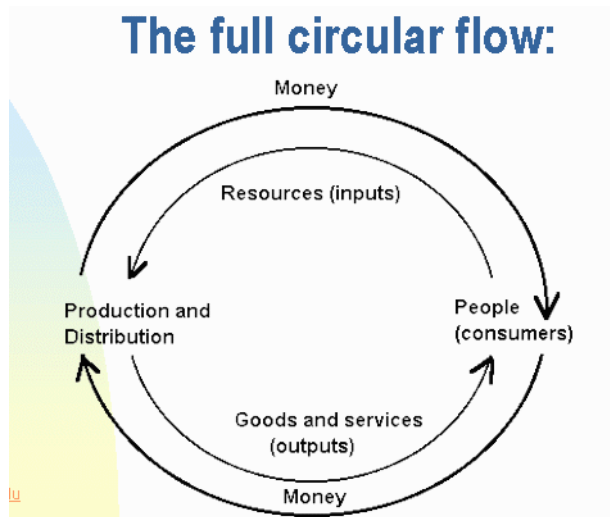 The full circular flow:
Money
Resources (inputs)
Production and
Distribution
People
(consumers)
Goods and services
(outputs)
Money